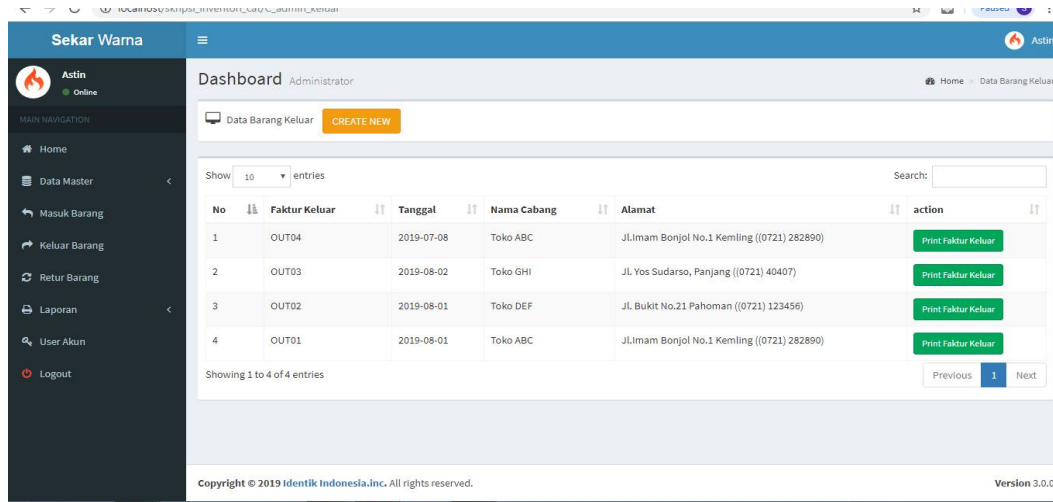 localhost/skripsi_inventori_cat/C_admin_keluar
Paused
Sekar Warna
Astin
Astin
Online
Dashboard Administrator
Home > Data Barang Keluar
MAIN NAVIGATION
Data Barang Keluar CREATE NEW
Home
Data Master
Masuk Barang
Keluar Barang
Retur Barang
Laporan
User Akun
Logout
Show 10 entries
Search:
No Faktur Keluar Tanggal Nama Cabang Alamat action
1 OUT04 2019-07-08 Toko ABC Jl.Imam Bonjol No.1 Kemling ((0721) 282890) Print Faktur Keluar
2 OUT03 2019-08-02 Toko GHI Jl. Yos Sudarso, Panjang ((0721) 40407) Print Faktur Keluar
3 OUT02 2019-08-01 Toko DEF Jl. Bukit No.21 Pahoman ((0721) 123456) Print Faktur Keluar
4 OUT01 2019-08-01 Toko ABC Jl.Imam Bonjol No.1 Kemling ((0721) 282890) Print Faktur Keluar
Showing 1 to 4 of 4 entries
Previous 1 Next
Copyright © 2019 Identik Indonesia.inc. All rights reserved.
Version 3.0.0